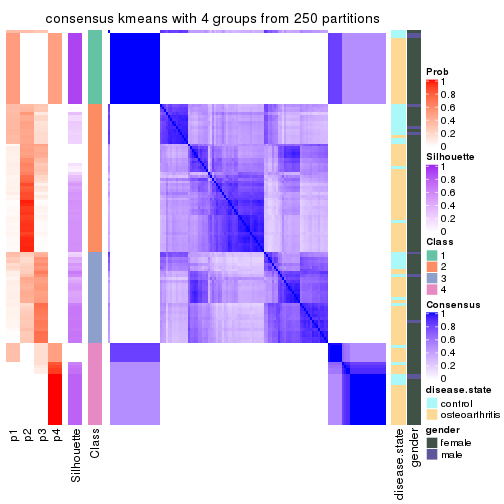 consensus kmeans with 4 groups from 250 partitions
Prob
1
0.8
0.6
0.4
0.2
0
Silhouette
1
0.8
0.6
0.4
0.2
0
Class
1
2
3
4
Consensus
1
0.8
0.6
0.4
0.2
0
disease.state
control
osteoarthritis
gender
female
male
p1
p2
p3
p4
Silhouette
Class
disease.state
gender